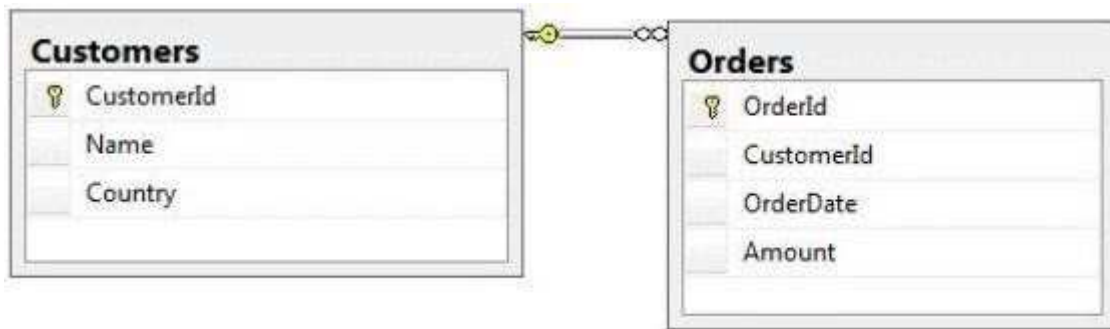 Customers
CustomerId
Name
Country
Orders
OrderId
CustomerId
OrderDate
Amount